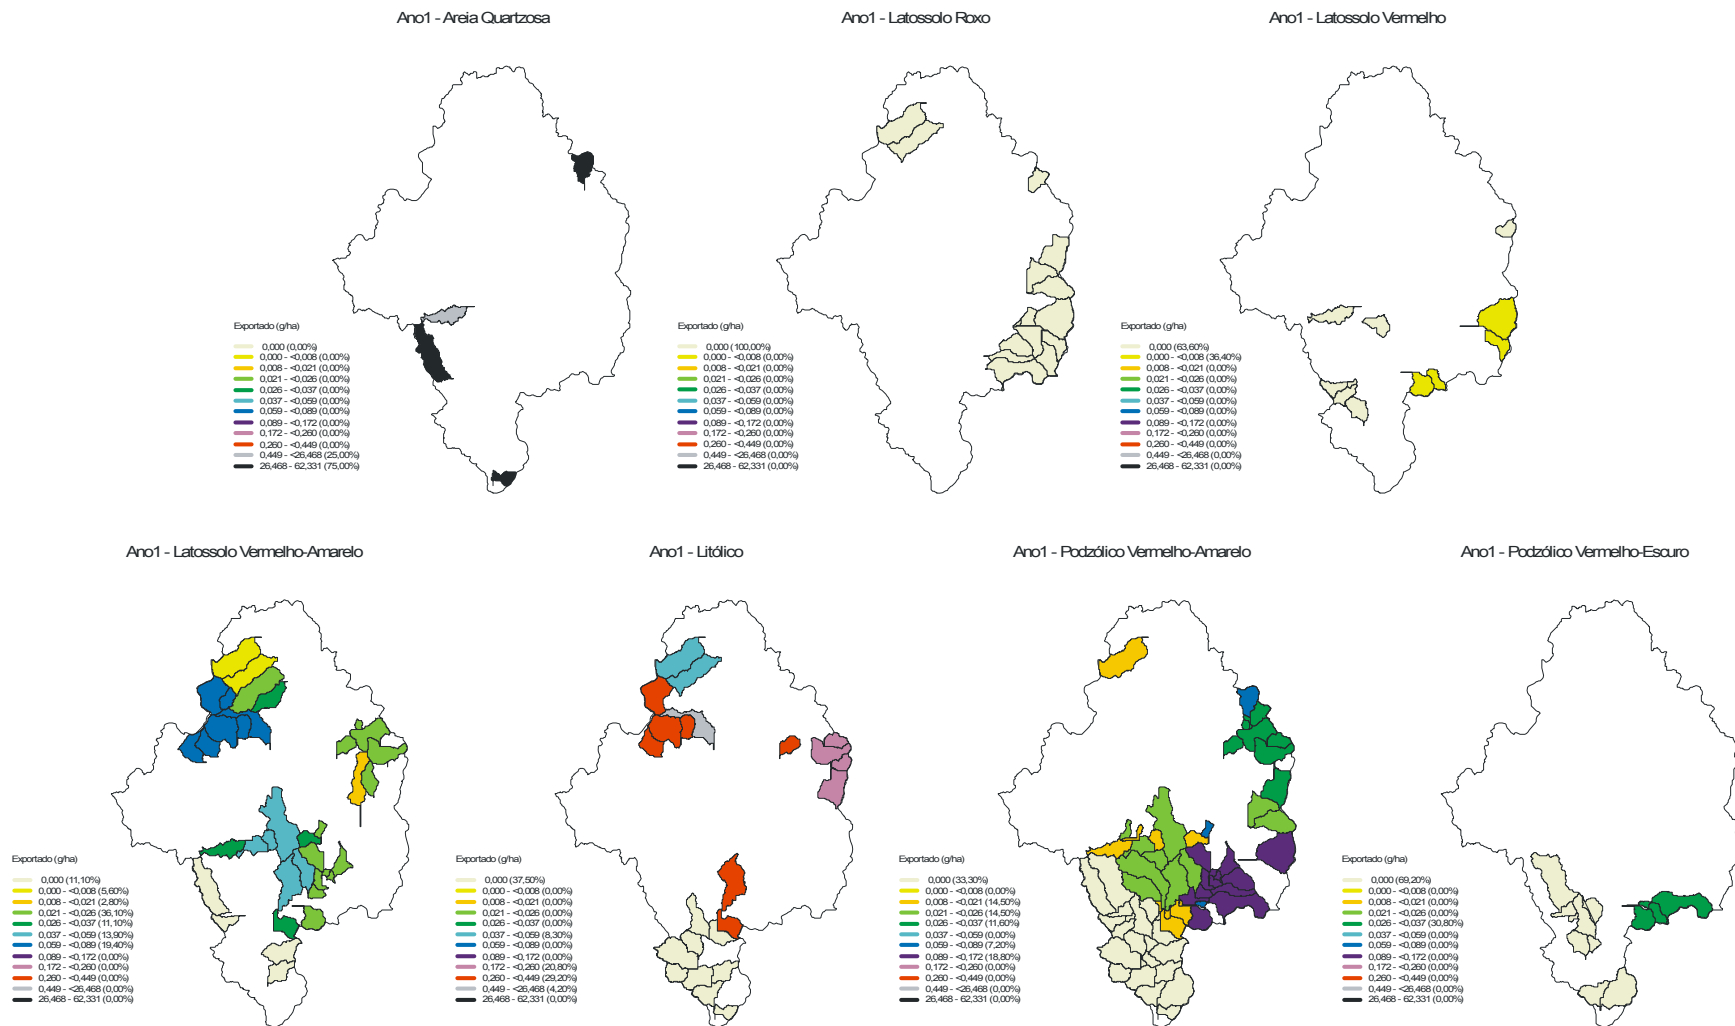 Ano1 - Areia Quartzosa
Exportado (g/ha)
0,000 (0,00%)
0,000 - <0,008 (0,00%)
0,008 - <0,021 (0,00%)
0,021 - <0,026 (0,00%)
0,026 - <0,037 (0,00%)
0,037 - <0,059 (0,00%)
0,059 - <0,089 (0,00%)
0,089 - <0,172 (0,00%)
0,172 - <0,260 (0,00%)
0,260 - <0,449 (0,00%)
0,449 - <26,468 (25,00%)
26,468 - 62,331 (75,00%)
Ano1 - Latossolo Roxo
Exportado (g/ha)
0,000 (100,00%)
0,000 - <0,008 (0,00%)
0,008 - <0,021 (0,00%)
0,021 - <0,026 (0,00%)
0,026 - <0,037 (0,00%)
0,037 - <0,059 (0,00%)
0,059 - <0,089 (0,00%)
0,089 - <0,172 (0,00%)
0,172 - <0,260 (0,00%)
0,260 - <0,449 (0,00%)
0,449 - <26,468 (0,00%)
26,468 - 62,331 (0,00%)
Ano1 - Latossolo Vermelho
Exportado (g/ha)
0,000 (63,60%)
0,000 - <0,008 (36,40%)
0,008 - <0,021 (0,00%)
0,021 - <0,026 (0,00%)
0,026 - <0,037 (0,00%)
0,037 - <0,059 (0,00%)
0,059 - <0,089 (0,00%)
0,089 - <0,172 (0,00%)
0,172 - <0,260 (0,00%)
0,260 - <0,449 (0,00%)
0,449 - <26,468 (0,00%)
26,468 - 62,331 (0,00%)
Ano1 - Latossolo Vermelho-Amarelo
Exportado (g/ha)
0,000 (11,10%)
0,000 - <0,008 (5,60%)
0,008 - <0,021 (2,80%)
0,021 - <0,026 (36,10%)
0,026 - <0,037 (11,10%)
0,037 - <0,059 (13,90%)
0,059 - <0,089 (19,40%)
0,089 - <0,172 (0,00%)
0,172 - <0,260 (0,00%)
0,260 - <0,449 (0,00%)
0,449 - <26,468 (0,00%)
26,468 - 62,331 (0,00%)
Ano1 - Litólico
Exportado (g/ha)
0,000 (37,50%)
0,000 - <0,008 (0,00%)
0,008 - <0,021 (0,00%)
0,021 - <0,026 (0,00%)
0,026 - <0,037 (0,00%)
0,037 - <0,059 (8,30%)
0,059 - <0,089 (0,00%)
0,089 - <0,172 (0,00%)
0,172 - <0,260 (20,80%)
0,260 - <0,449 (29,20%)
0,449 - <26,468 (4,20%)
26,468 - 62,331 (0,00%)
Ano1 - Podzólico Vermelho-Amarelo
Exportado (g/ha)
0,000 (33,30%)
0,000 - <0,008 (0,00%)
0,008 - <0,021 (14,50%)
0,021 - <0,026 (14,50%)
0,026 - <0,037 (11,60%)
0,037 - <0,059 (0,00%)
0,059 - <0,089 (7,20%)
0,089 - <0,172 (18,80%)
0,172 - <0,260 (0,00%)
0,260 - <0,449 (0,00%)
0,449 - <26,468 (0,00%)
26,468 - 62,331 (0,00%)
Ano1 - Podzólico Vermelho-Escuro
Exportado (g/ha)
0,000 (69,20%)
0,000 - <0,008 (0,00%)
0,008 - <0,021 (0,00%)
0,021 - <0,026 (0,00%)
0,026 - <0,037 (30,80%)
0,037 - <0,059 (0,00%)
0,059 - <0,089 (0,00%)
0,089 - <0,172 (0,00%)
0,172 - <0,260 (0,00%)
0,260 - <0,449 (0,00%)
0,449 - <26,468 (0,00%)
26,468 - 62,331 (0,00%)